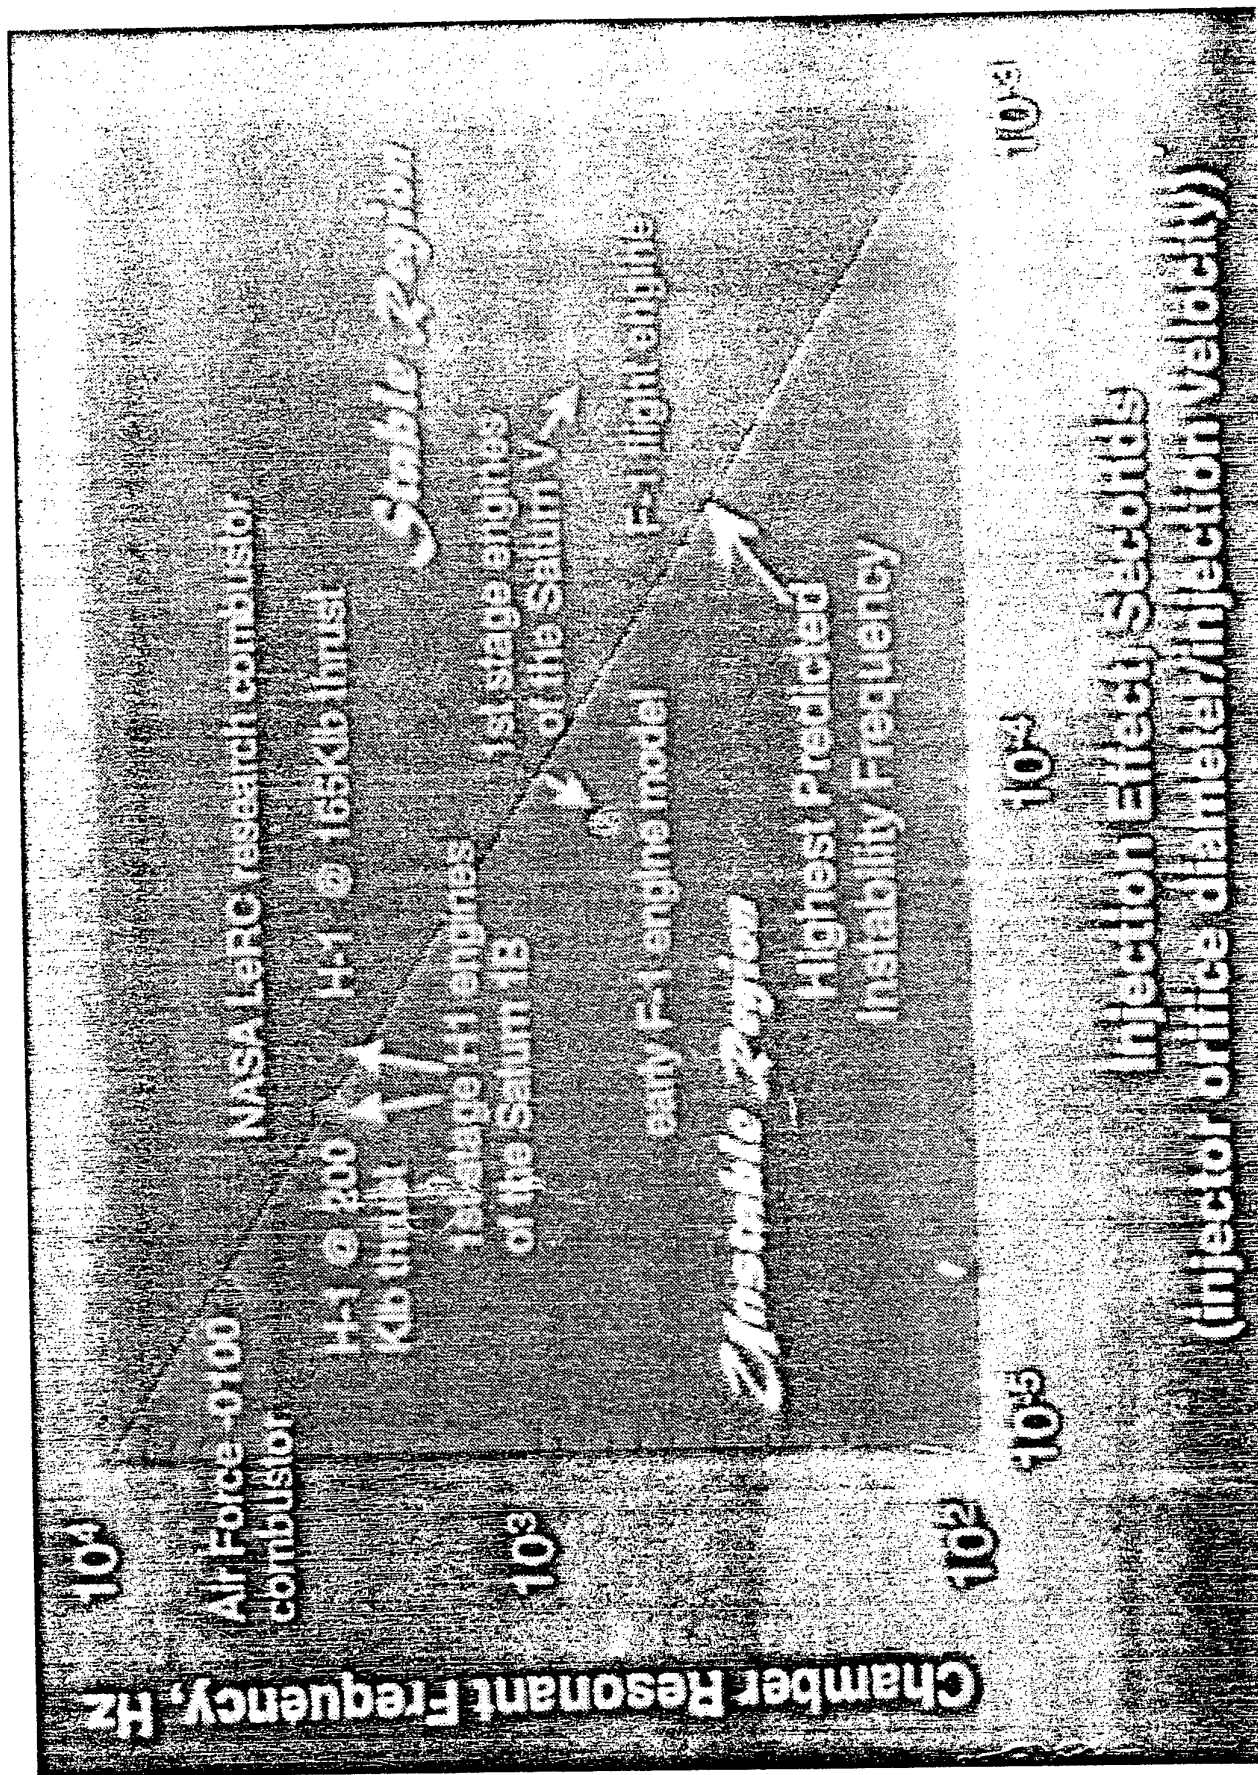 Chamber Resonant Frequency, Hz
10⁴
10³
10²
Air Force-0100
combustor
NASA LeRC research combustor
H-1 @ 200
Klb thrust
H-1 @ 165Klb thrust
Stable Region
1st stage H1 engines
of the Saturn 1B
1st stage engines
of the Saturn V
early F-1 engine model
F-1 flight engine
Unstable Region
Highest Predicted
Instability Frequency
10⁻⁵
10⁻⁴
10⁻³
Injection Effect, Seconds
(injector orifice diameter/injection velocity)